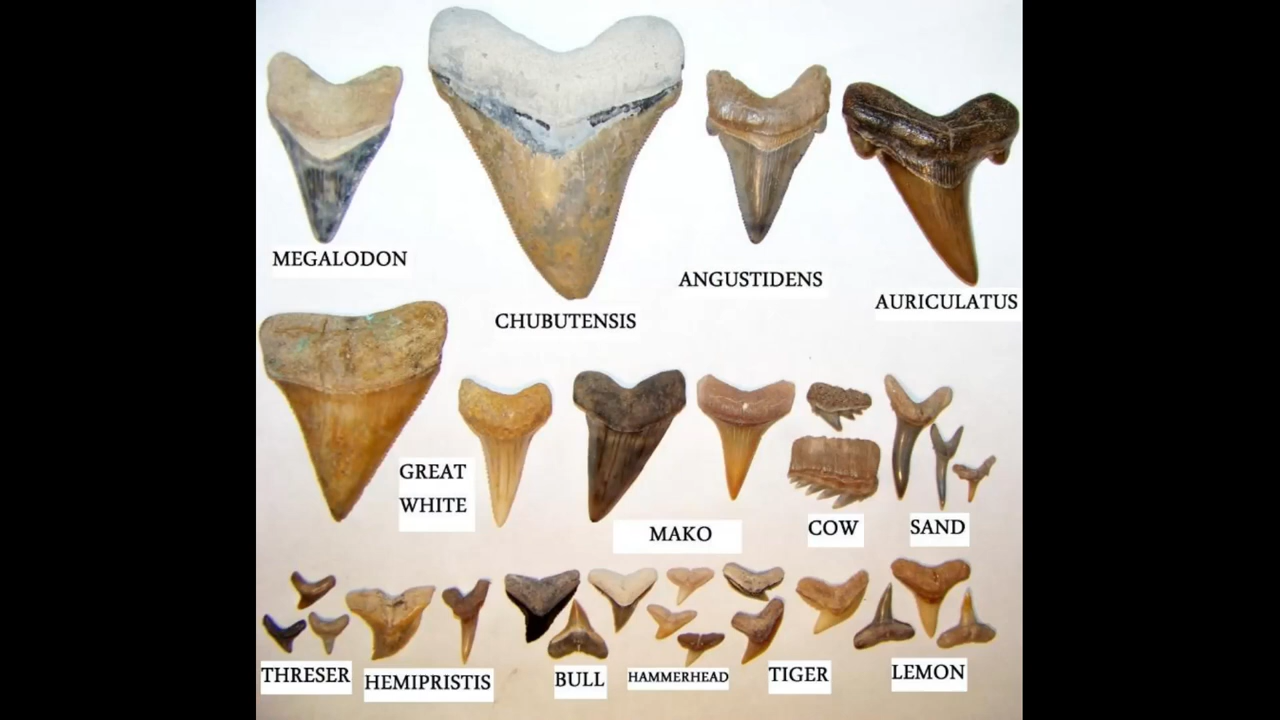 MEGALODON
CHUBUTENSIS
ANGUSTIDENS
AURICULATUS
GREAT
WHITE
MAKO
COW
SAND
THRESER
HEMIPRISTIS
BULL
HAMMERHEAD
TIGER
LEMON